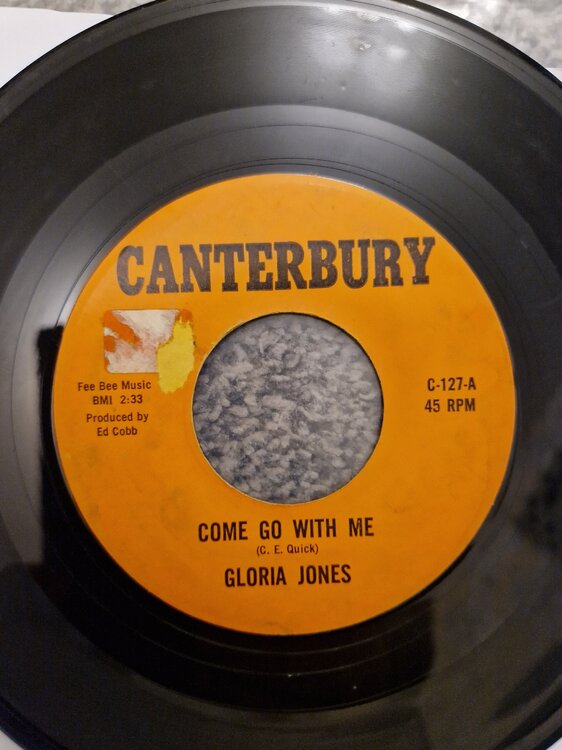 CANTERBURY
Fee Bee Music
BMI 2:33
Produced by
Ed Cobb
C-127-A
45 RPM
COME GO WITH ME
(C. E. Quick)
GLORIA JONES